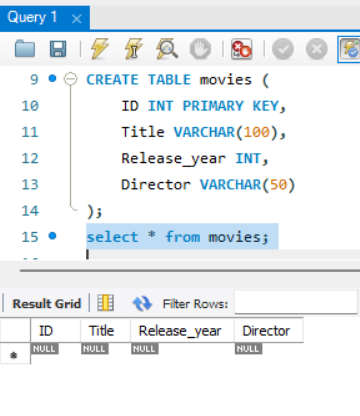 Query 1
9 CREATE TABLE movies (
10 ID INT PRIMARY KEY,
11 Title VARCHAR(100),
12 Release_year INT,
13 Director VARCHAR(50)
14 );
15 select * from movies;
Result Grid Filter Rows:
ID Title Release_year Director
* NULL NULL NULL NULL